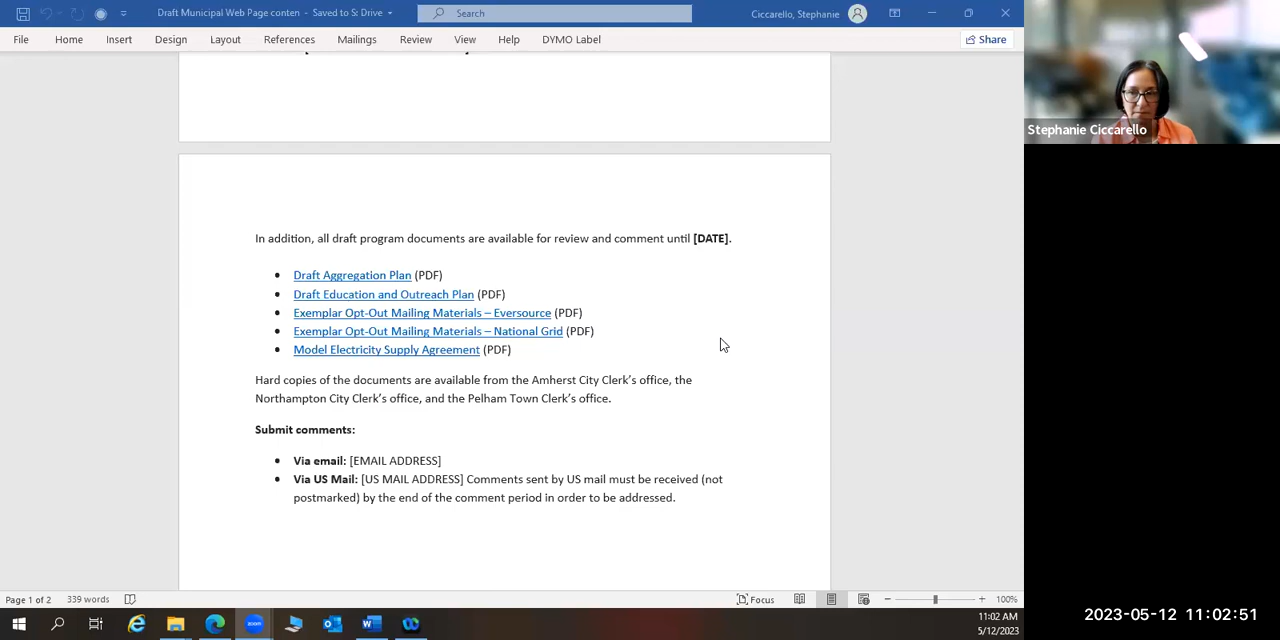 Draft Municipal Web Page conten - Saved to S: Drive
Search
Ciccarello, Stephanie
File Home Insert Design Layout References Mailings Review View Help DYMO Label Share
In addition, all draft program documents are available for review and comment until [DATE].
• Draft Aggregation Plan (PDF)
• Draft Education and Outreach Plan (PDF)
• Exemplar Opt-Out Mailing Materials – Eversource (PDF)
• Exemplar Opt-Out Mailing Materials – National Grid (PDF)
• Model Electricity Supply Agreement (PDF)
Hard copies of the documents are available from the Amherst City Clerk's office, the
Northampton City Clerk's office, and the Pelham Town Clerk's office.
Submit comments:
• Via email: [EMAIL ADDRESS]
• Via US Mail: [US MAIL ADDRESS] Comments sent by US mail must be received (not
postmarked) by the end of the comment period in order to be addressed.
Page 1 of 2 339 words Focus 100%
zoom
11:02 AM
5/12/2023
Stephanie Ciccarello
2023-05-12 11:02:51